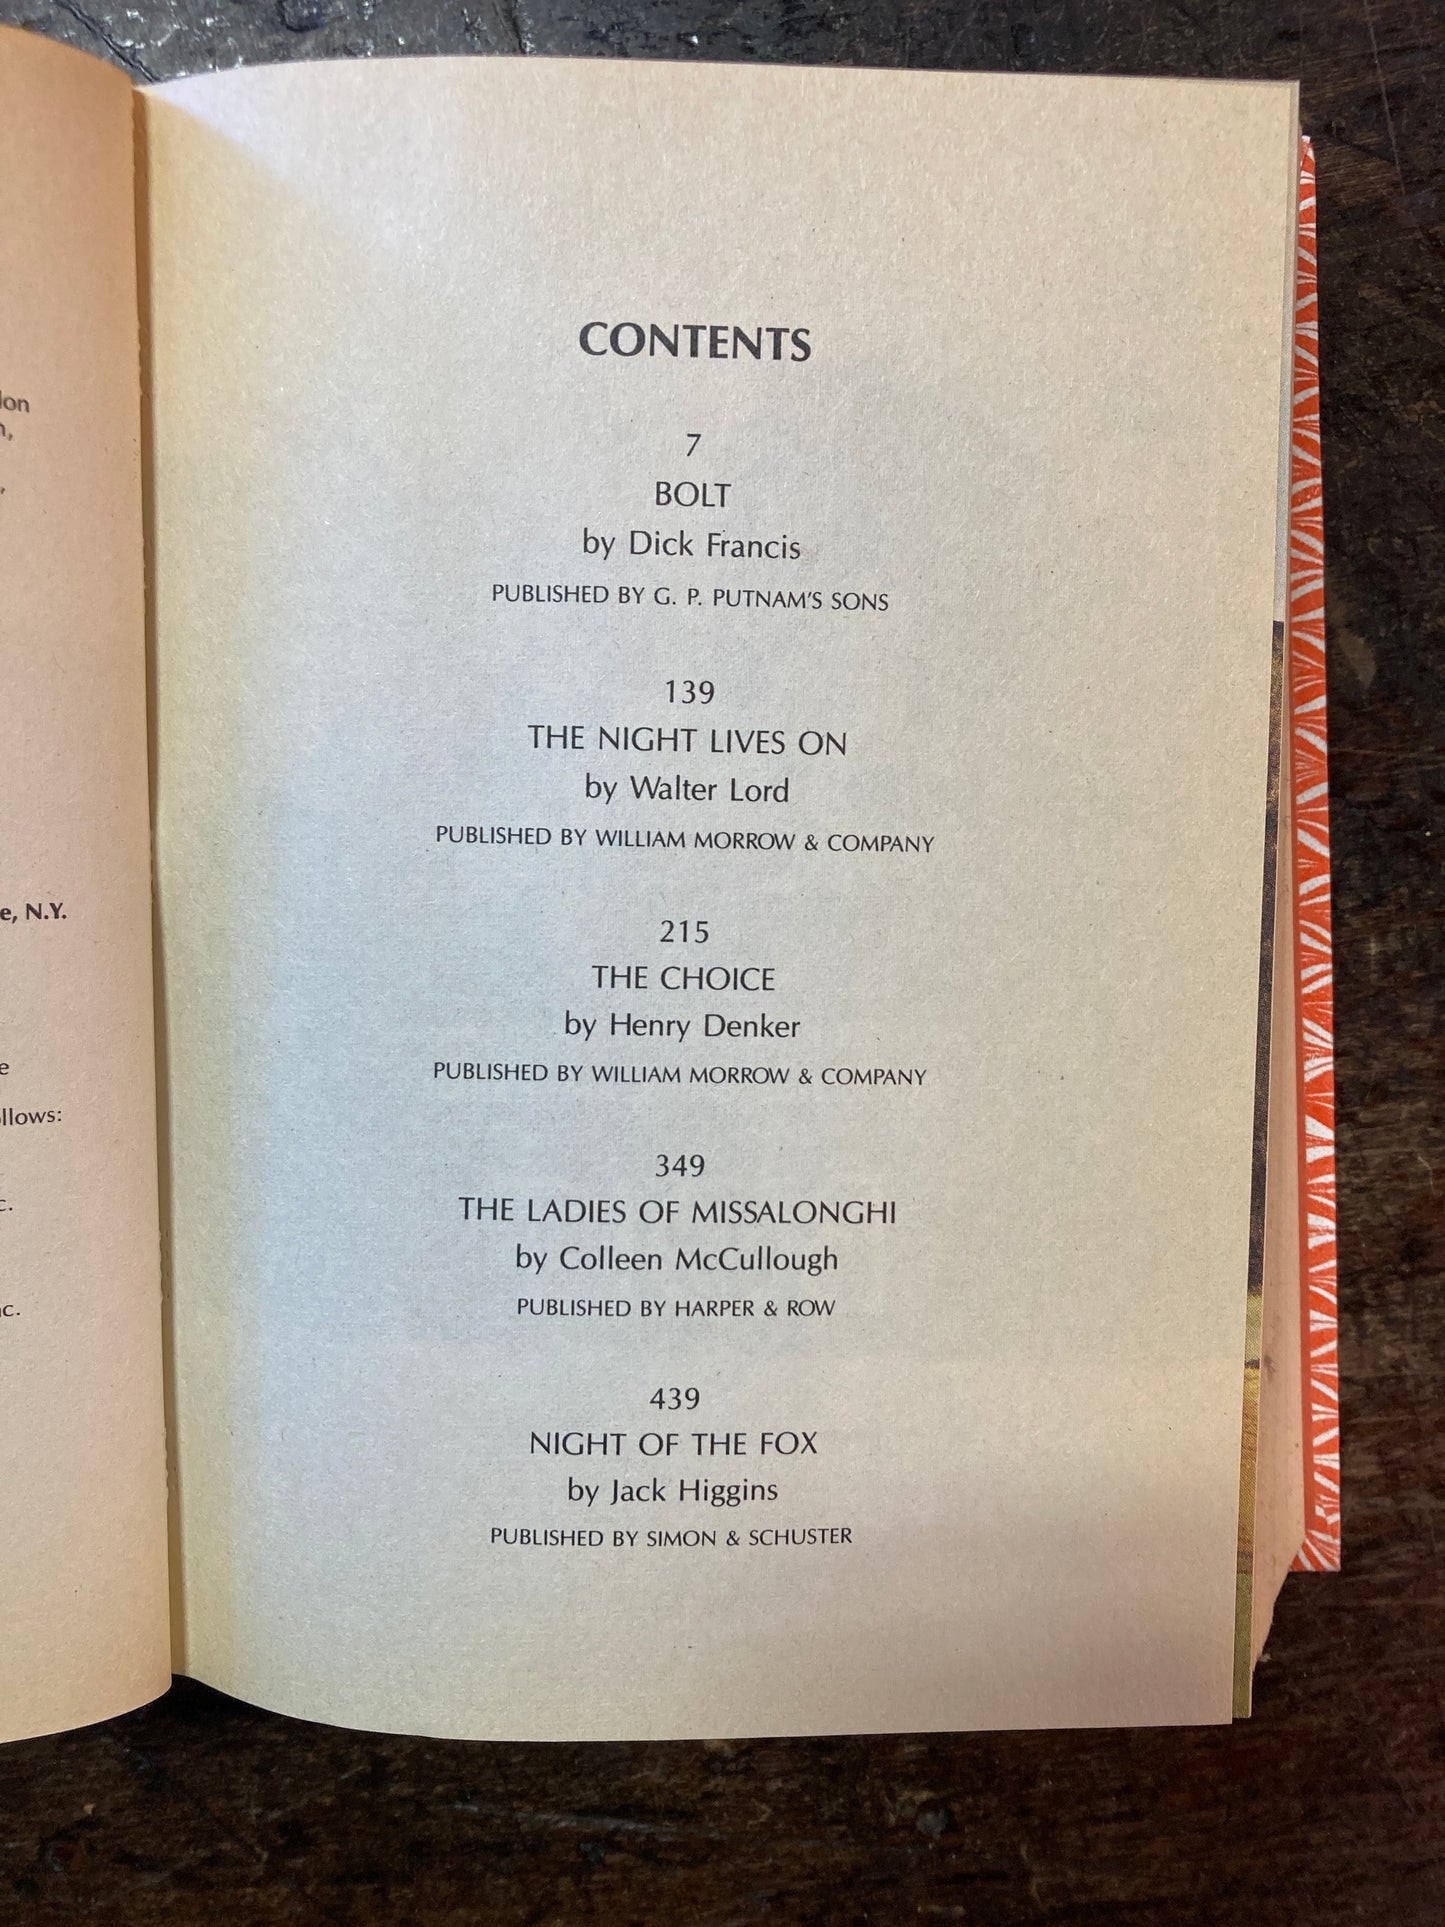 lon
n,
e, N.Y.
e
ollows:
c.
nc.
CONTENTS
7
BOLT
by Dick Francis
PUBLISHED BY G. P. PUTNAM'S SONS
139
THE NIGHT LIVES ON
by Walter Lord
PUBLISHED BY WILLIAM MORROW & COMPANY
215
THE CHOICE
by Henry Denker
PUBLISHED BY WILLIAM MORROW & COMPANY
349
THE LADIES OF MISSALONGHI
by Colleen McCullough
PUBLISHED BY HARPER & ROW
439
NIGHT OF THE FOX
by Jack Higgins
PUBLISHED BY SIMON & SCHUSTER